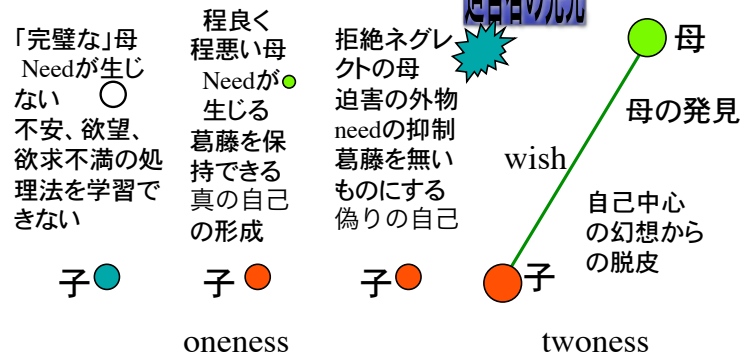 「完璧な」母
Needが生じ
ない
不安、欲望、
欲求不満の処
理法を学習で
きない
子
程良く
程悪い母
Needが
生じる
葛藤を保
持できる
真の自己
の形成
子
拒絶ネグレ
クトの母
迫害の外物
needの抑制
葛藤を無い
ものにする
偽りの自己
子
oneness
母
母の発見
wish
自己中心
の幻想から
の脱皮
子
twoness